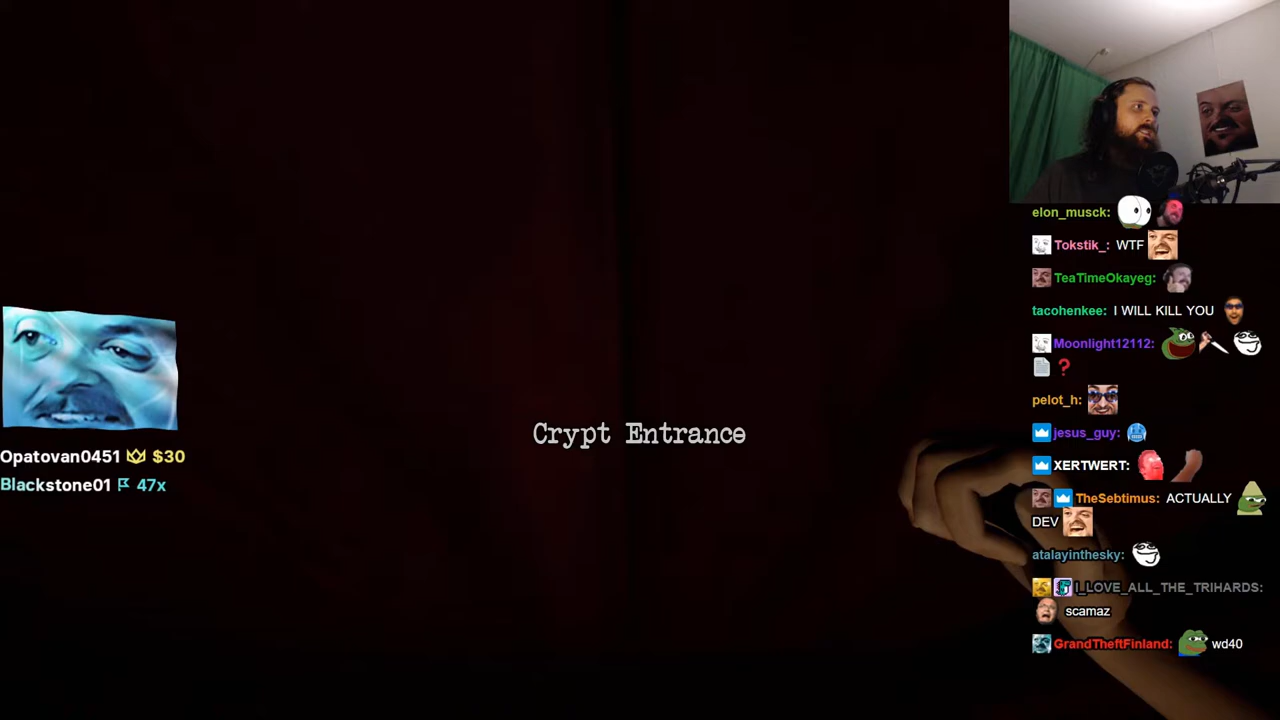 elon_musck:
Tokstik_: WTF
TeaTimeOkayeg:
tacohenkee: I WILL KILL YOU
Moonlight12112:
pelot_h:
jesus_guy:
XERTWERT:
TheSebtimus: ACTUALLY
DEV
atalayinthesky:
I_LOVE_ALL_THE_TRIHARDS:
scamaz
GrandTheftFinland: wd40
Crypt Entrance
Opatovan0451 $30
Blackstone01 47x